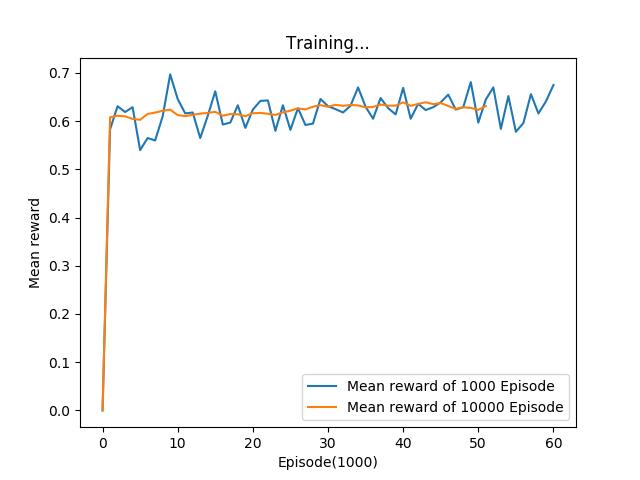 Training...
Mean reward
0.7
0.6
0.5
0.4
0.3
0.2
0.1
0.0
0 10 20 30 40 50 60
Episode(1000)
Mean reward of 1000 Episode
Mean reward of 10000 Episode